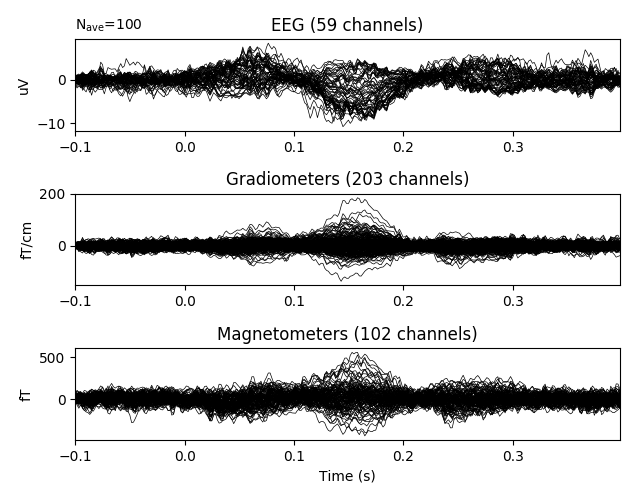 N_ave=100
EEG (59 channels)
uV
0
−10
−0.1 0.0 0.1 0.2 0.3
Gradiometers (203 channels)
fT/cm
200
0
−0.1 0.0 0.1 0.2 0.3
Magnetometers (102 channels)
fT
500
0
−0.1 0.0 0.1 0.2 0.3
Time (s)